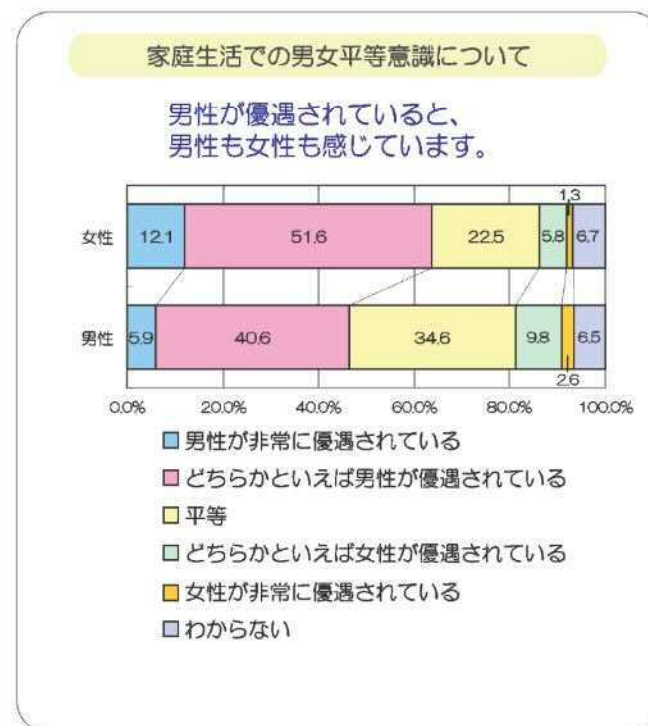 家庭生活での男女平等意識について
男性が優遇されていると、
男性も女性も感じています。
1.3
女性 12.1 51.6 22.5 5.8 6.7
男性 5.9 40.6 34.6 9.8 6.5
2.6
0.0% 20.0% 40.0% 60.0% 80.0% 100.0%
男性が非常に優遇されている
どちらかといえば男性が優遇されている
平等
どちらかといえば女性が優遇されている
女性が非常に優遇されている
わからない